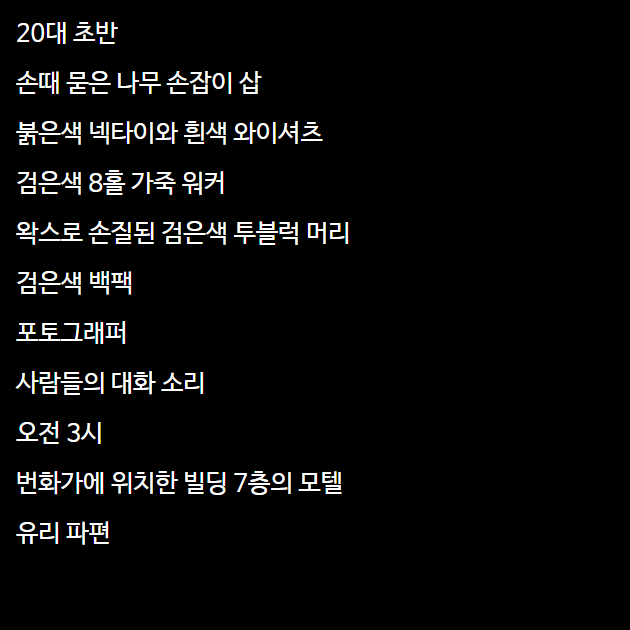 20대 초반
손때 묻은 나무 손잡이 삽
붉은색 넥타이와 흰색 와이셔츠
검은색 8홀 가죽 워커
왁스로 손질된 검은색 투블럭 머리
검은색 백팩
포토그래퍼
사람들의 대화 소리
오전 3시
번화가에 위치한 빌딩 7층의 모텔
유리 파편